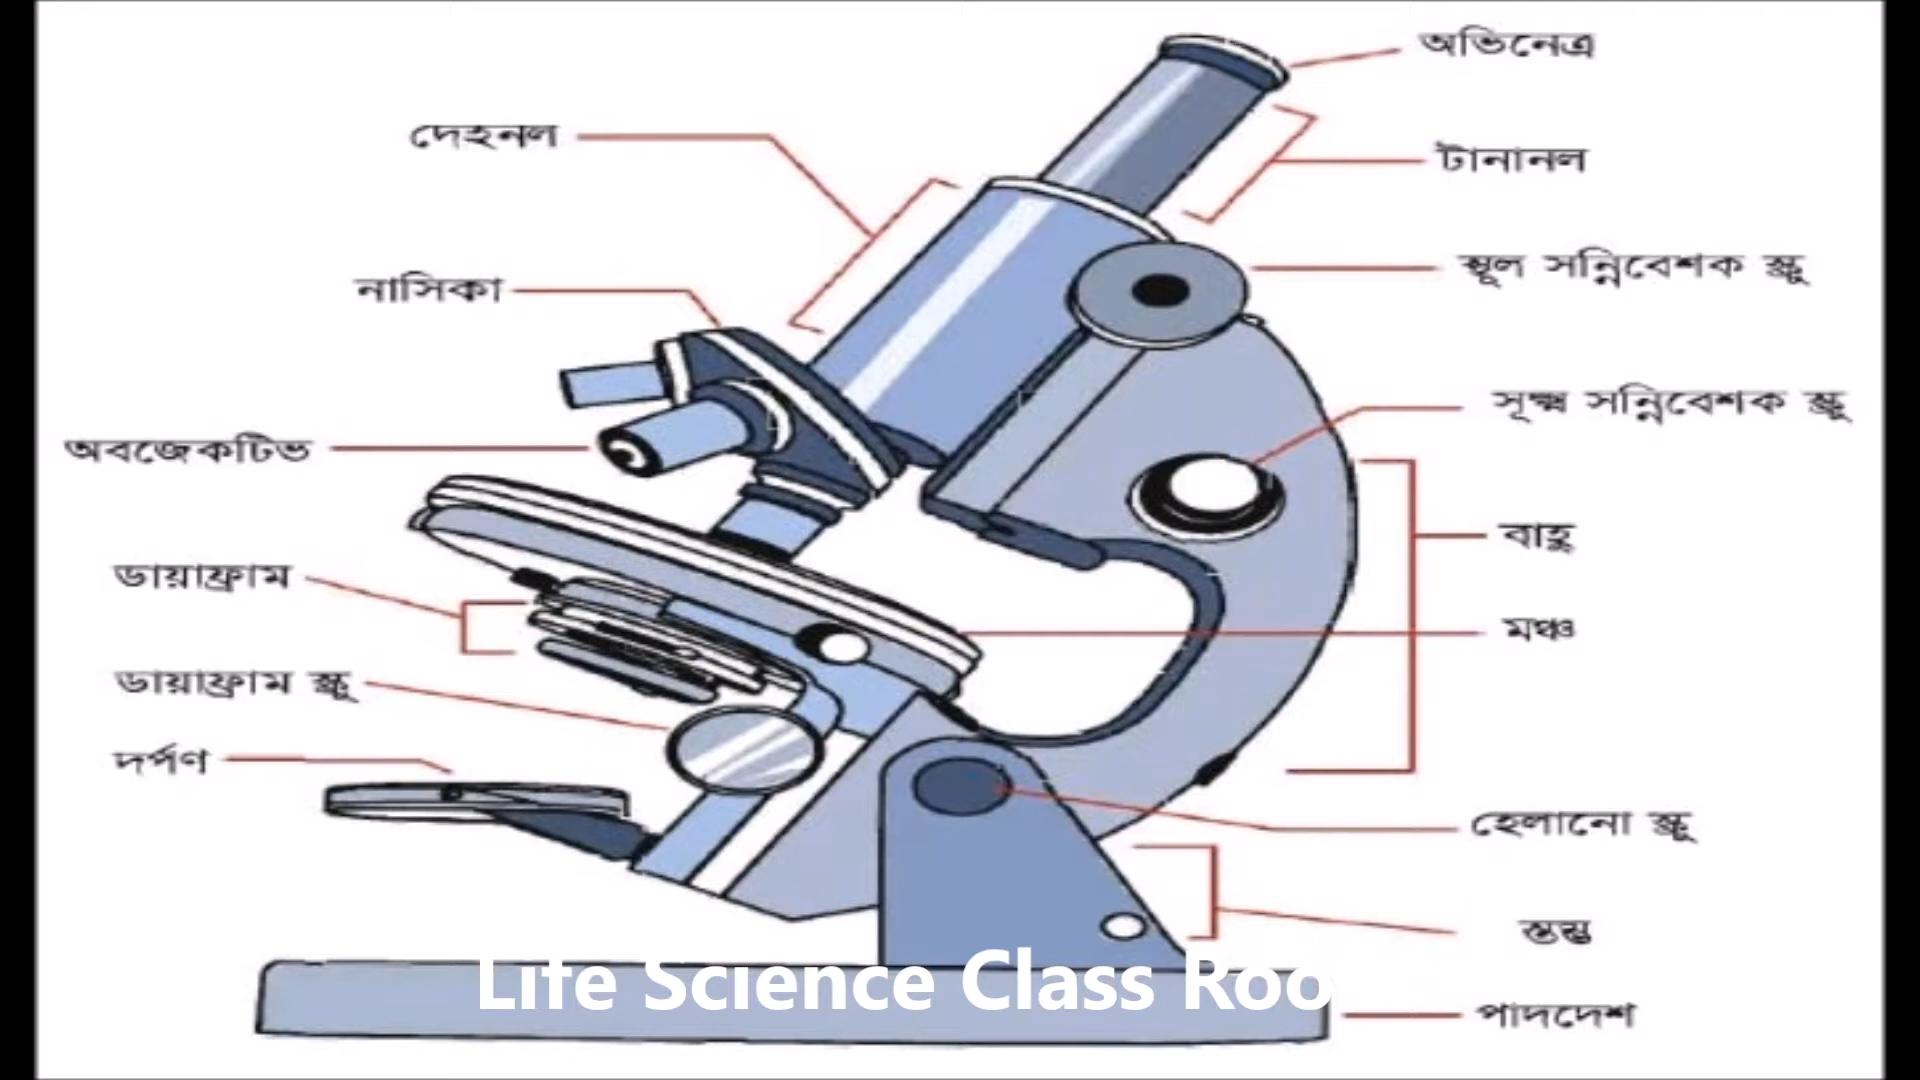 অভিনেত্র
দেহনল
টানানল
স্থূল সন্নিবেশক স্ক্রু
নাসিকা
সূক্ষ্ম সন্নিবেশক স্ক্রু
অবজেকটিভ
বাহু
ডায়াফ্রাম
মঞ্চ
ডায়াফ্রাম স্ক্রু
দর্পণ
হেলানো স্ক্রু
স্তম্ভ
Life Science Class Roo
পাদদেশ